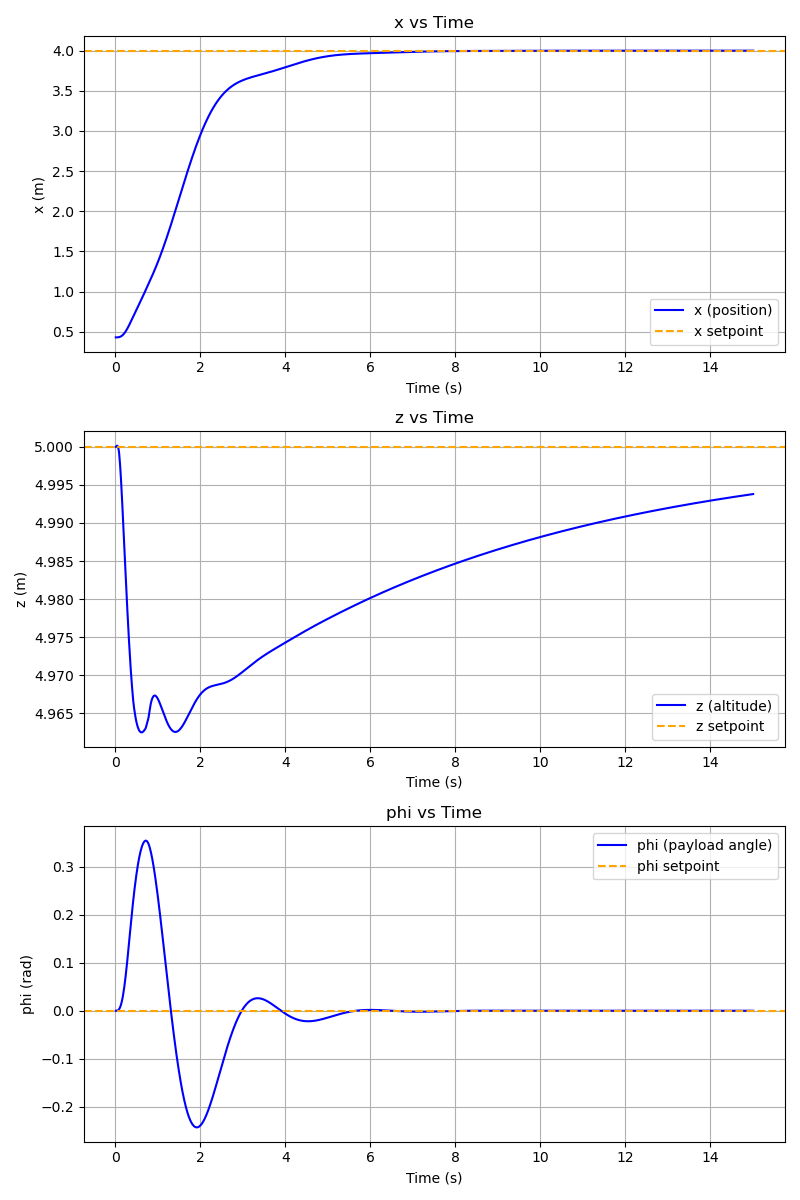 x vs Time
4.0
3.5
3.0
2.5
2.0
1.5
1.0
0.5
x (m)
x (position)
x setpoint
0 2 4 6 8 10 12 14
Time (s)
z vs Time
5.000
4.995
4.990
4.985
4.980
4.975
4.970
4.965
z (m)
z (altitude)
z setpoint
0 2 4 6 8 10 12 14
Time (s)
phi vs Time
0.3
0.2
0.1
0.0
−0.1
−0.2
phi (rad)
phi (payload angle)
phi setpoint
0 2 4 6 8 10 12 14
Time (s)